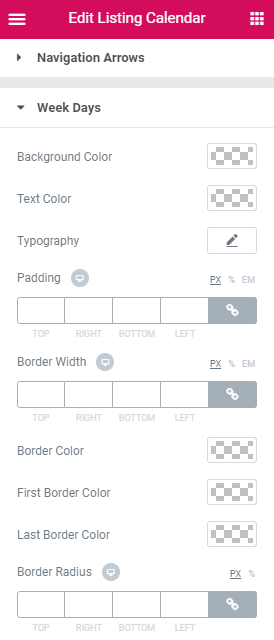 Edit Listing Calendar
Navigation Arrows
Week Days
Background Color
Text Color
Typography
Padding PX % EM
TOP RIGHT BOTTOM LEFT
Border Width PX % EM
TOP RIGHT BOTTOM LEFT
Border Color
First Border Color
Last Border Color
Border Radius PX %
TOP RIGHT BOTTOM LEFT